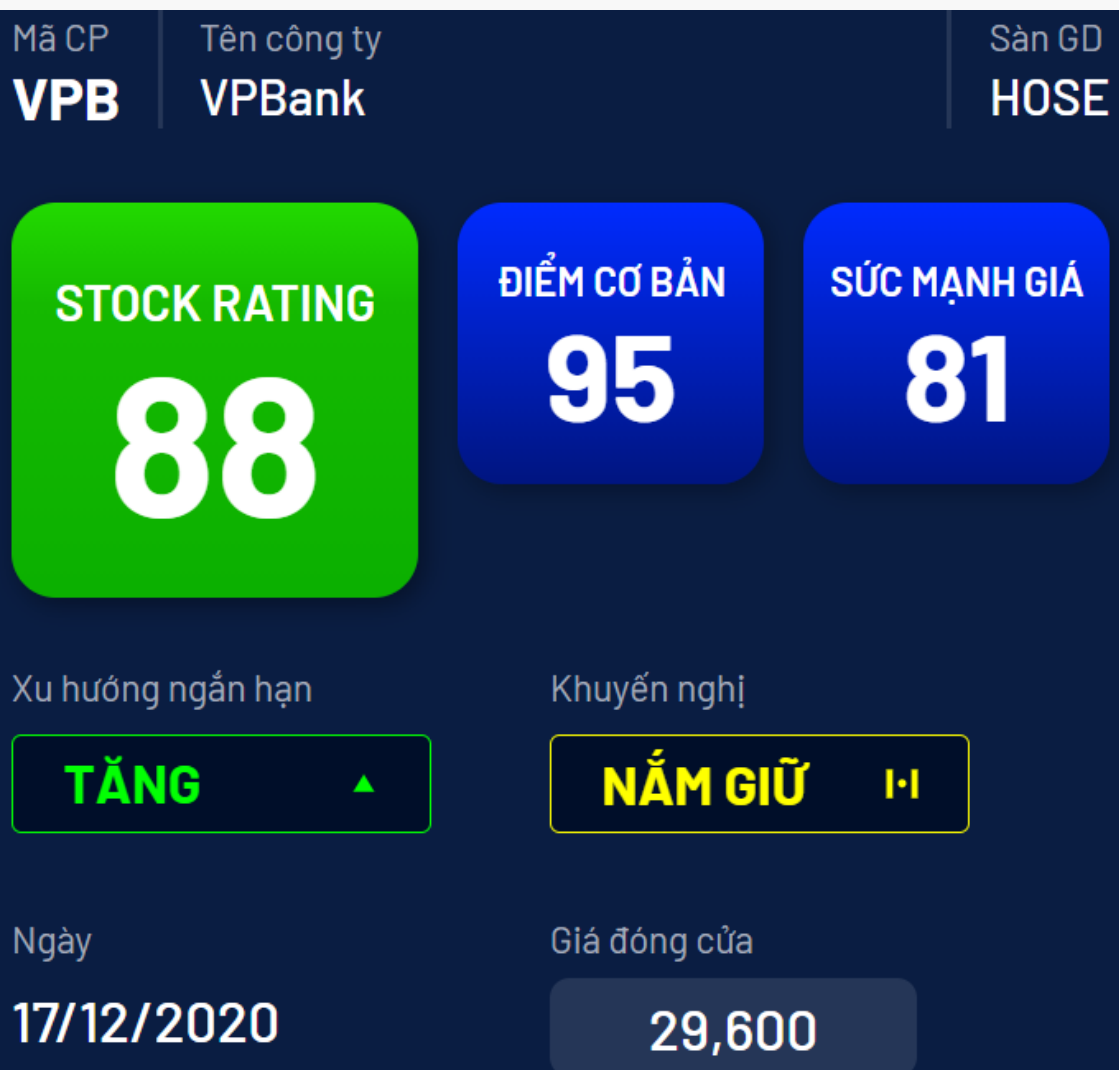 Mã CP
VPB
Tên công ty
VPBank
Sàn GD
HOSE
STOCK RATING
88
ĐIỂM CƠ BẢN
95
SỨC MẠNH GIÁ
81
Xu hướng ngắn hạn
TĂNG
Khuyến nghị
NẮM GIỮ
Ngày
17/12/2020
Giá đóng cửa
29,600